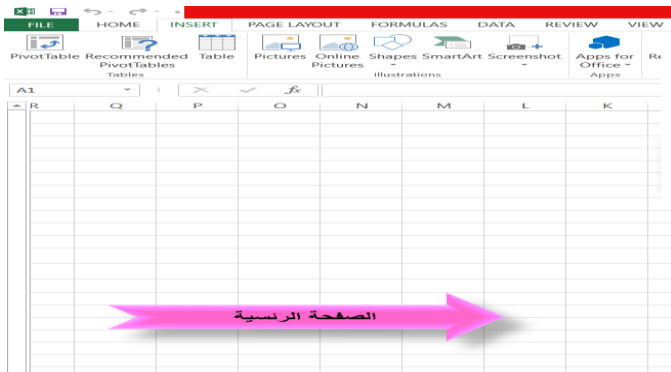 FILE HOME INSERT PAGE LAYOUT FORMULAS DATA REVIEW VIEW
PivotTable Recommended PivotTables Table Pictures Online Pictures Shapes SmartArt Screenshot Apps for Office
Tables Illustrations Apps
A1 fx
R Q P O N M L K
الصفحة الرنسية